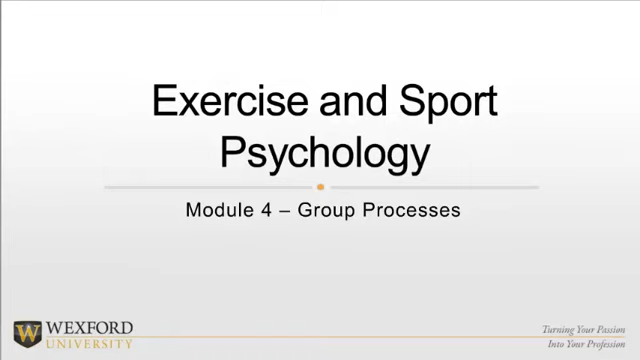 Exercise and Sport
Psychology
Module 4 – Group Processes
WEXFORD
UNIVERSITY
Turning Your Passion
Into Your Profession